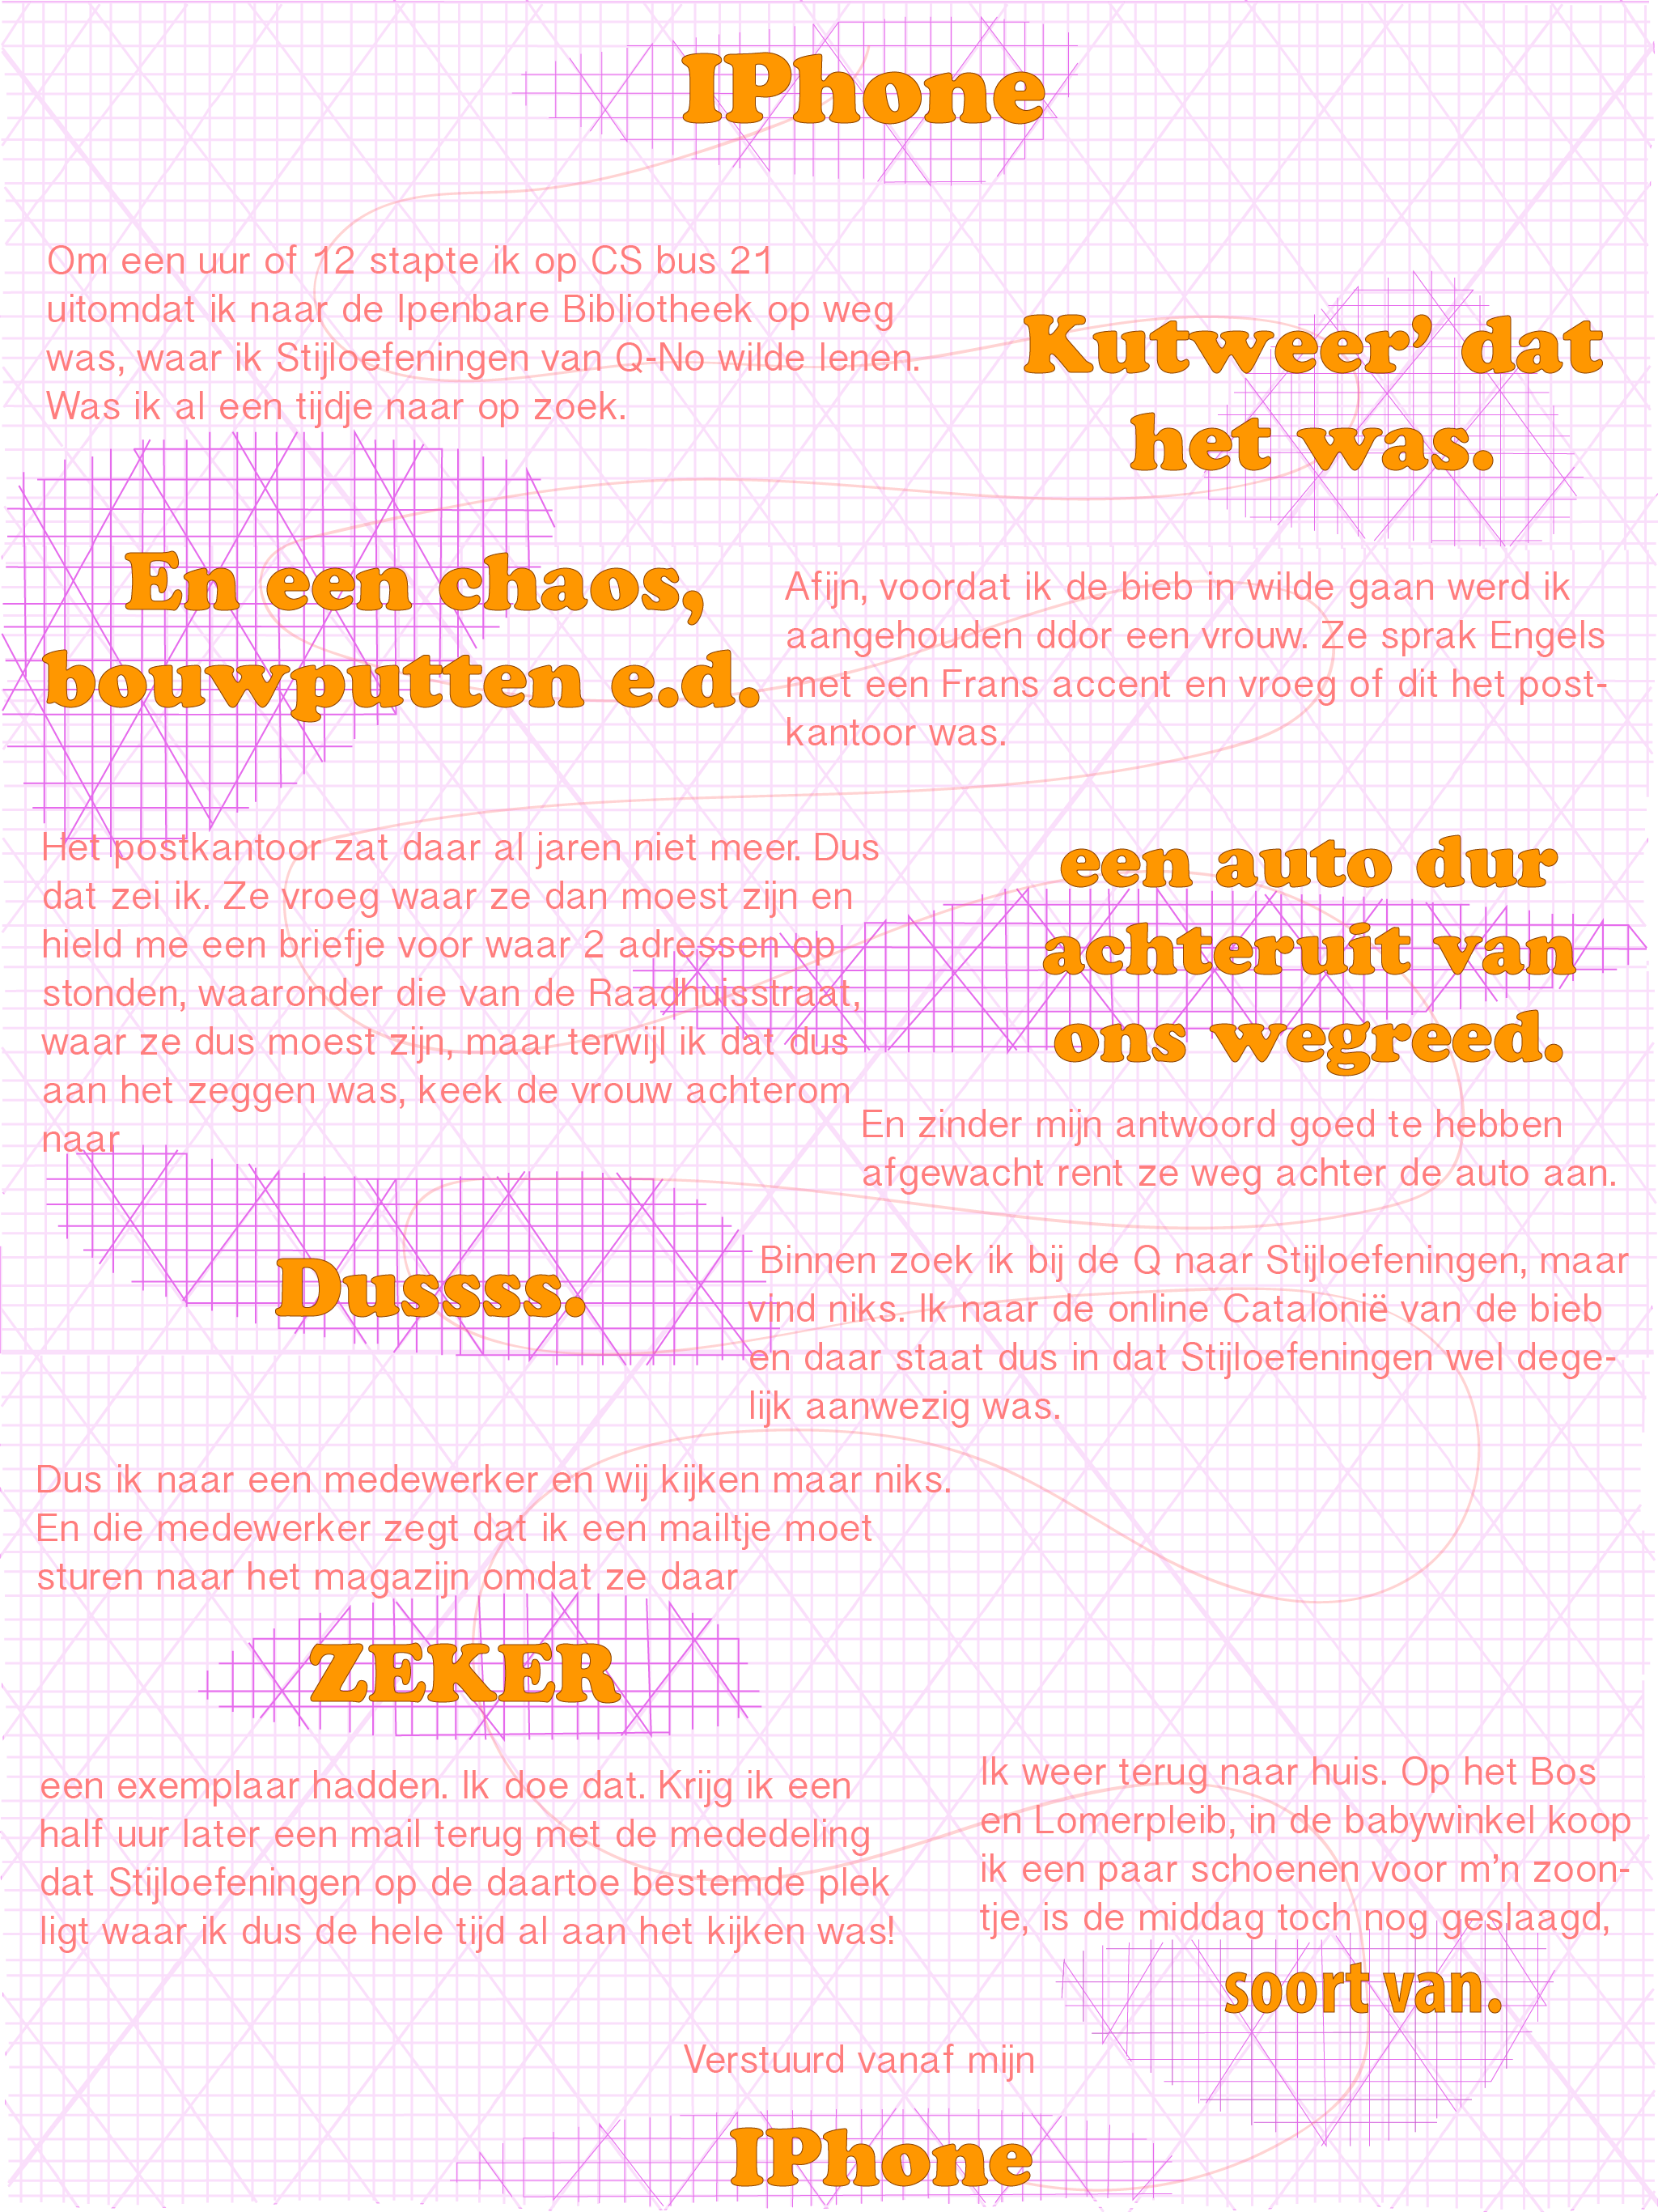 IPhone
Om een uur of 12 stapte ik op CS bus 21
uitomdat ik naar de Ipenbare Bibliotheek op weg
was, waar ik Stijloefeningen van Q-No wilde lenen.
Was ik al een tijdje naar op zoek.
Kutweer’ dat
het was.
En een chaos,
bouwputten e.d.
Afijn, voordat ik de bieb in wilde gaan werd ik
aangehouden ddor een vrouw. Ze sprak Engels
met een Frans accent en vroeg of dit het post-
kantoor was.
Het postkantoor zat daar al jaren niet meer. Dus
dat zei ik. Ze vroeg waar ze dan moest zijn en
hield me een briefje voor waar 2 adressen op
stonden, waaronder die van de Raadhuisstraat,
waar ze dus moest zijn, maar terwijl ik dat dus
aan het zeggen was, keek de vrouw achterom
naar
een auto dur
achteruit van
ons wegreed.
En zinder mijn antwoord goed te hebben
afgewacht rent ze weg achter de auto aan.
Dussss.
Binnen zoek ik bij de Q naar Stijloefeningen, maar
vind niks. Ik naar de online Catalonië van de bieb
en daar staat dus in dat Stijloefeningen wel dege-
lijk aanwezig was.
Dus ik naar een medewerker en wij kijken maar niks.
En die medewerker zegt dat ik een mailtje moet
sturen naar het magazijn omdat ze daar
ZEKER
een exemplaar hadden. Ik doe dat. Krijg ik een
half uur later een mail terug met de mededeling
dat Stijloefeningen op de daartoe bestemde plek
ligt waar ik dus de hele tijd al aan het kijken was!
Ik weer terug naar huis. Op het Bos
en Lomerpleib, in de babywinkel koop
ik een paar schoenen voor m’n zoon-
tje, is de middag toch nog geslaagd,
soort van.
Verstuurd vanaf mijn
IPhone